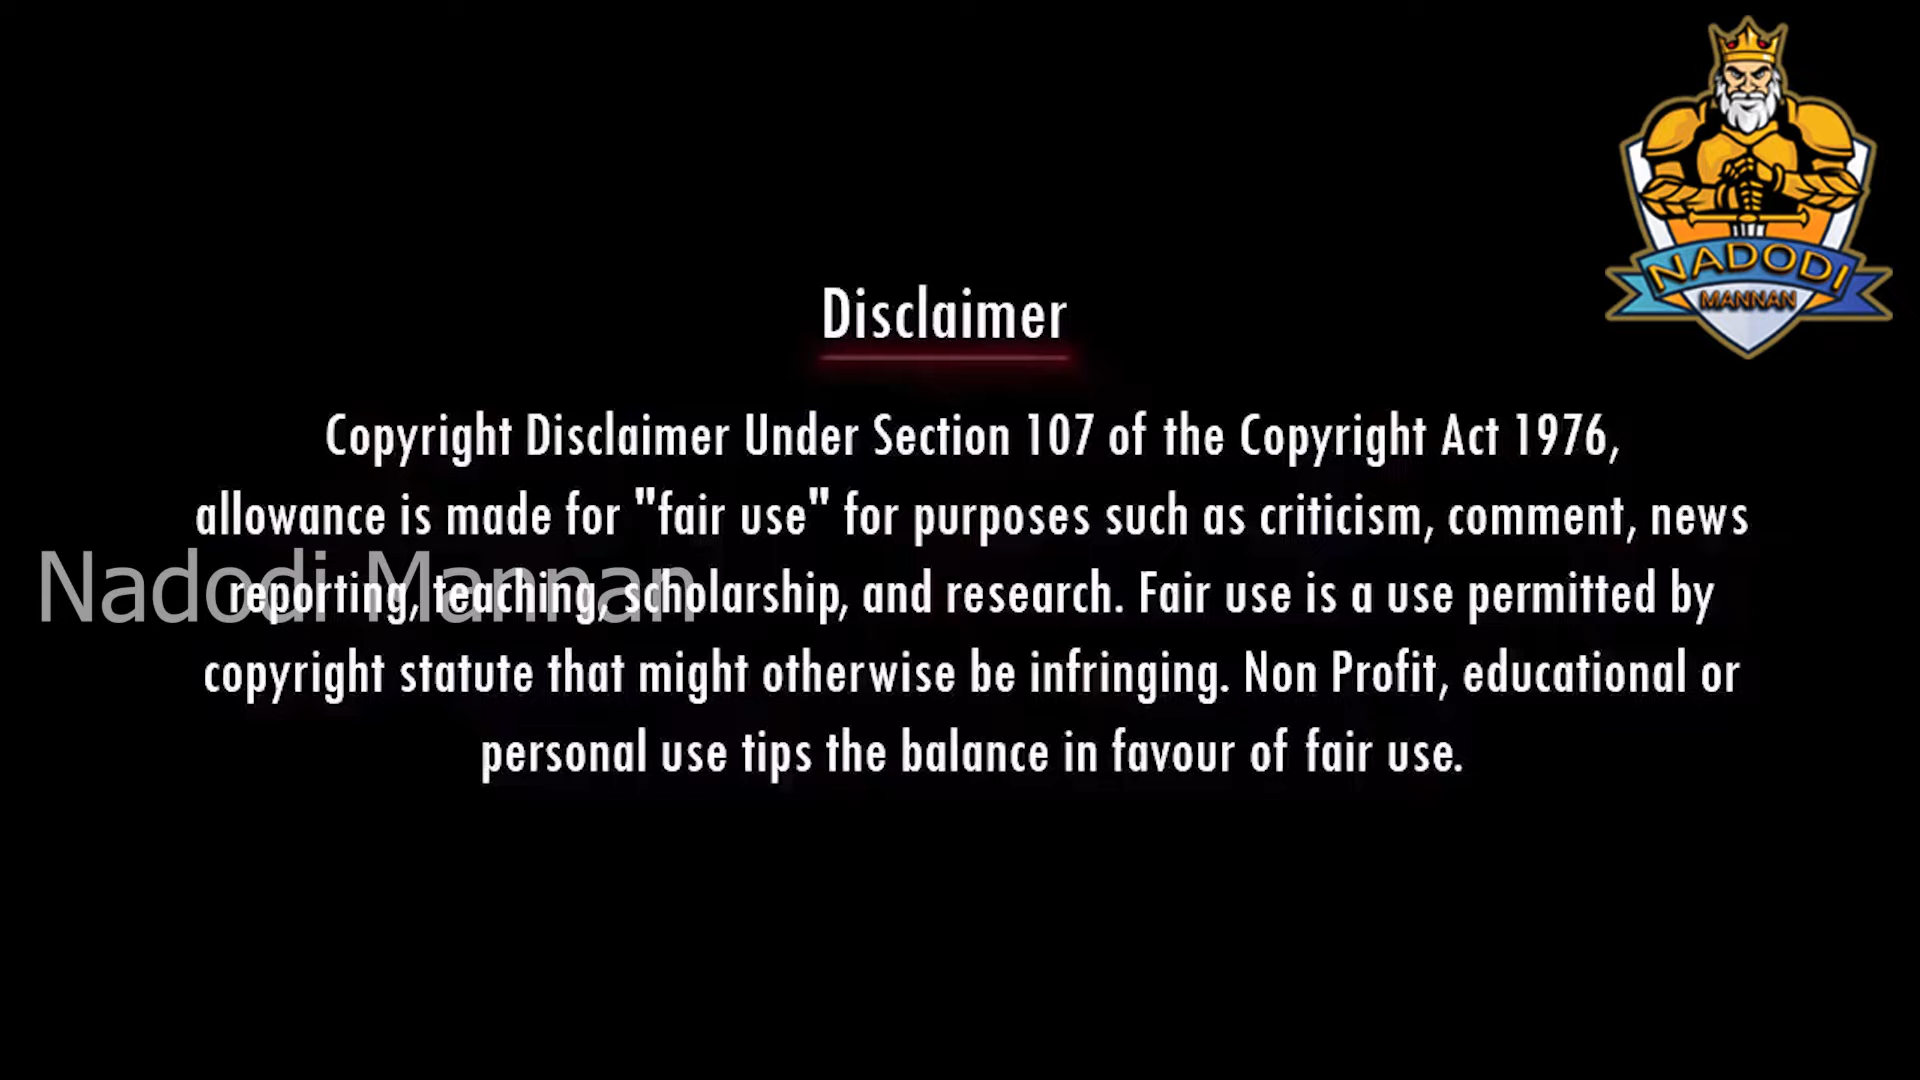 NADODI
MANNAN
Disclaimer
Copyright Disclaimer Under Section 107 of the Copyright Act 1976,
allowance is made for "fair use" for purposes such as criticism, comment, news
reporting, teaching, scholarship, and research. Fair use is a use permitted by
copyright statute that might otherwise be infringing. Non Profit, educational or
personal use tips the balance in favour of fair use.
Nadodi Mannan